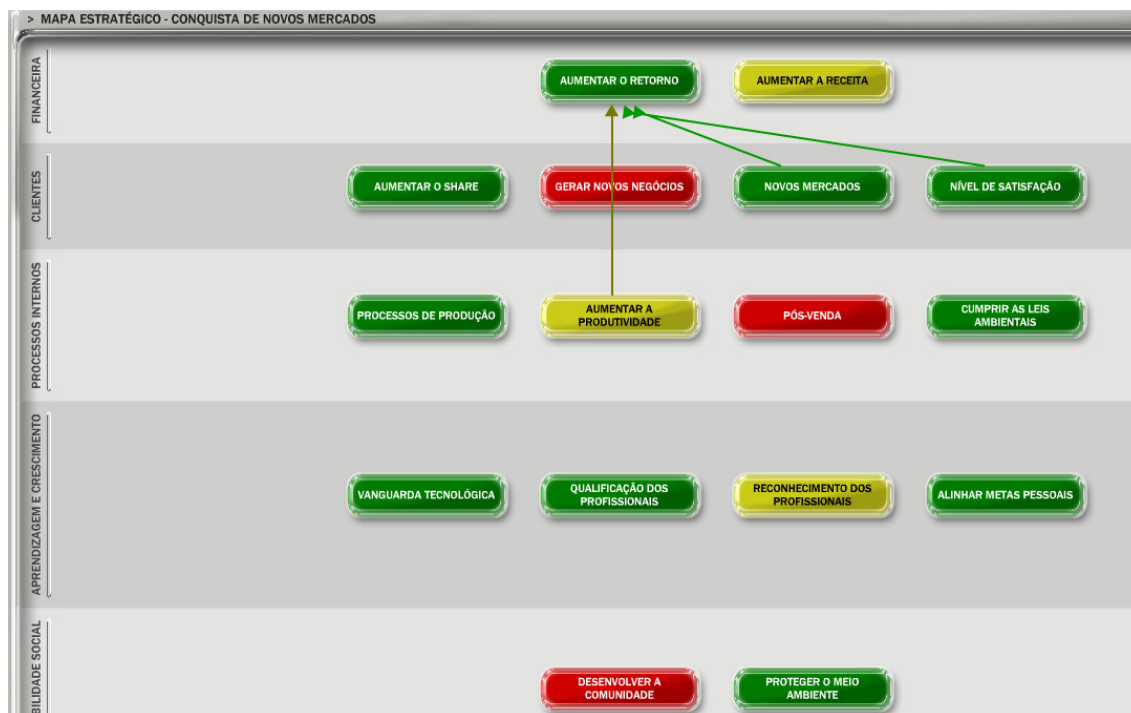 > MAPA ESTRATÉGICO - CONQUISTA DE NOVOS MERCADOS
FINANCEIRA
AUMENTAR O RETORNO
AUMENTAR A RECEITA
CLIENTES
AUMENTAR O SHARE
GERAR NOVOS NEGÓCIOS
NOVOS MERCADOS
NÍVEL DE SATISFAÇÃO
PROCESSOS INTERNOS
PROCESSOS DE PRODUÇÃO
AUMENTAR A
PRODUTIVIDADE
PÓS-VENDA
CUMPRIR AS LEIS
AMBIENTAIS
APRENDIZAGEM E CRESCIMENTO
VANGUARDA TECNOLÓGICA
QUALIFICAÇÃO DOS
PROFISSIONAIS
RECONHECIMENTO DOS
PROFISSIONAIS
ALINHAR METAS PESSOAIS
BILIDADE SOCIAL
DESENVOLVER A
COMUNIDADE
PROTEGER O MEIO
AMBIENTE